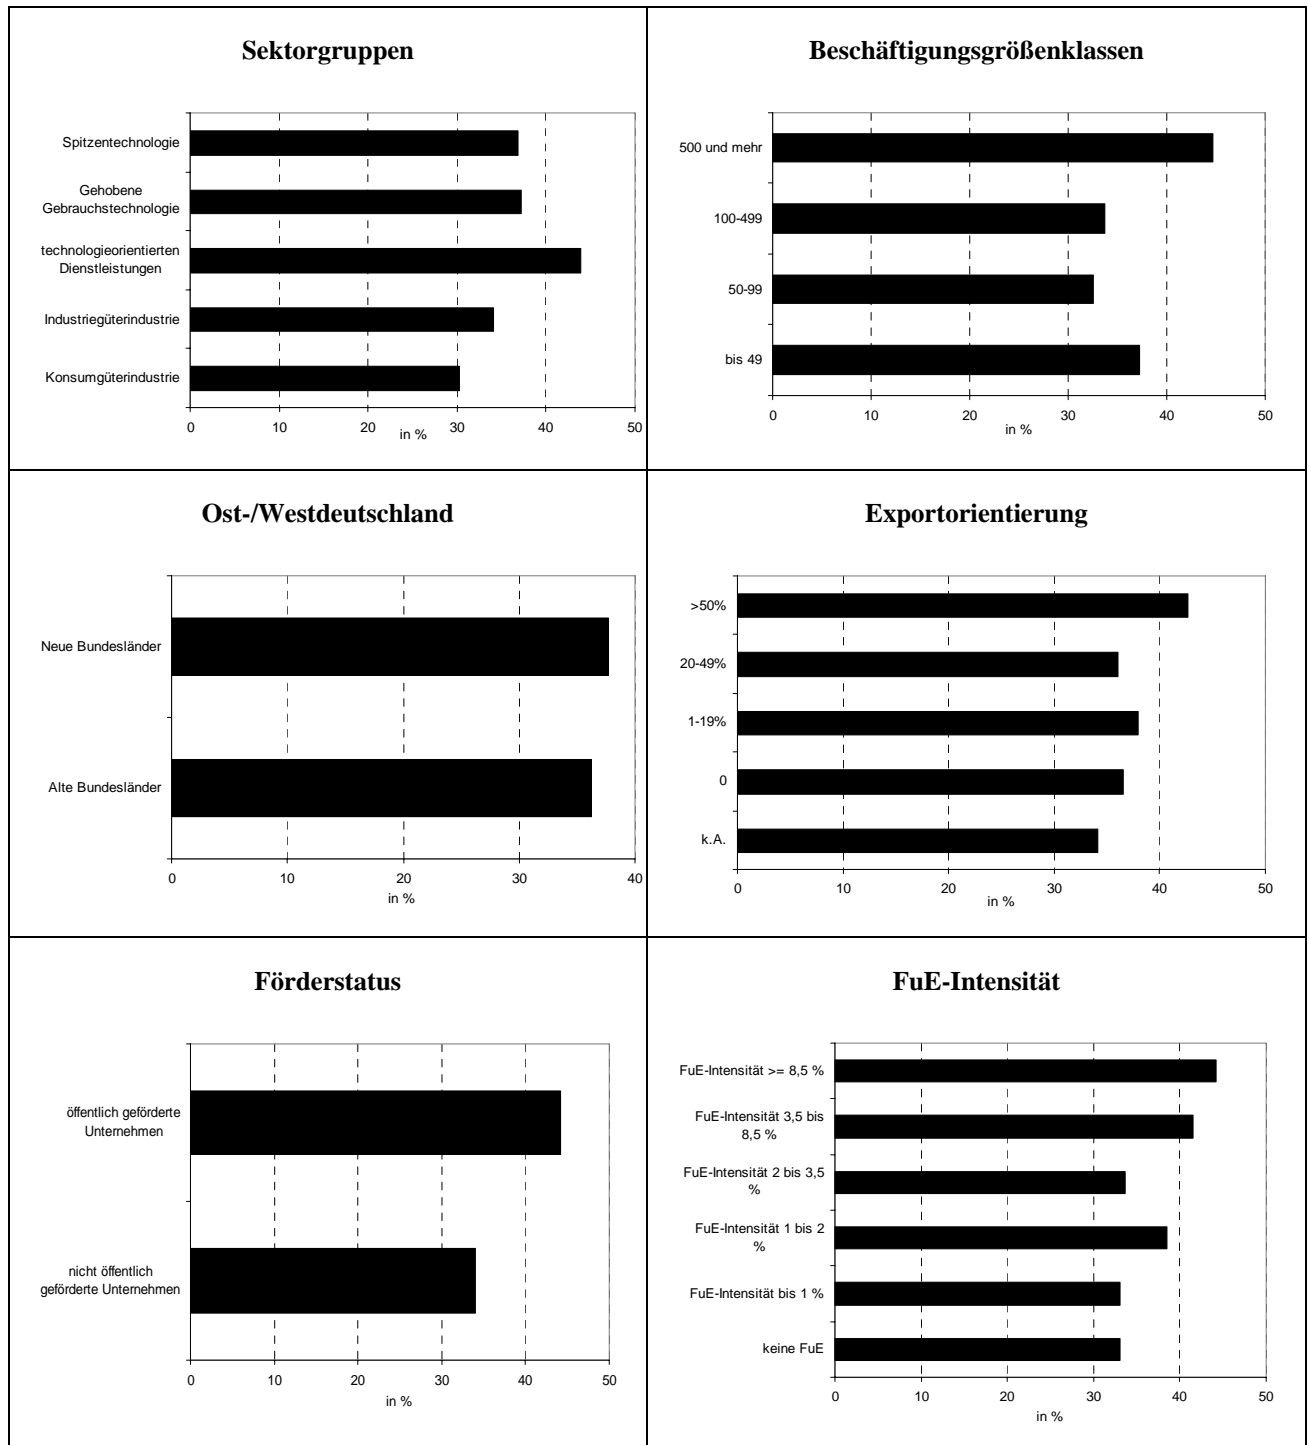 Sektorgruppen
Spitzentechnologie
Gehobene
Gebrauchstechnologie
technologieorientierten
Dienstleistungen
Industriegüterindustrie
Konsumgüterindustrie
0 10 20 30 40 50
in %
Beschäftigungsgrößenklassen
500 und mehr
100-499
50-99
bis 49
0 10 20 30 40 50
in %
Ost-/Westdeutschland
Neue Bundesländer
Alte Bundesländer
0 10 20 30 40
in %
Exportorientierung
>50%
20-49%
1-19%
0
k.A.
0 10 20 30 40 50
in %
Förderstatus
öffentlich geförderte
Unternehmen
nicht öffentlich
geförderte Unternehmen
0 10 20 30 40 50
in %
FuE-Intensität
FuE-Intensität >= 8,5 %
FuE-Intensität 3,5 bis
8,5 %
FuE-Intensität 2 bis 3,5
%
FuE-Intensität 1 bis 2
%
FuE-Intensität bis 1 %
keine FuE
0 10 20 30 40 50
in %